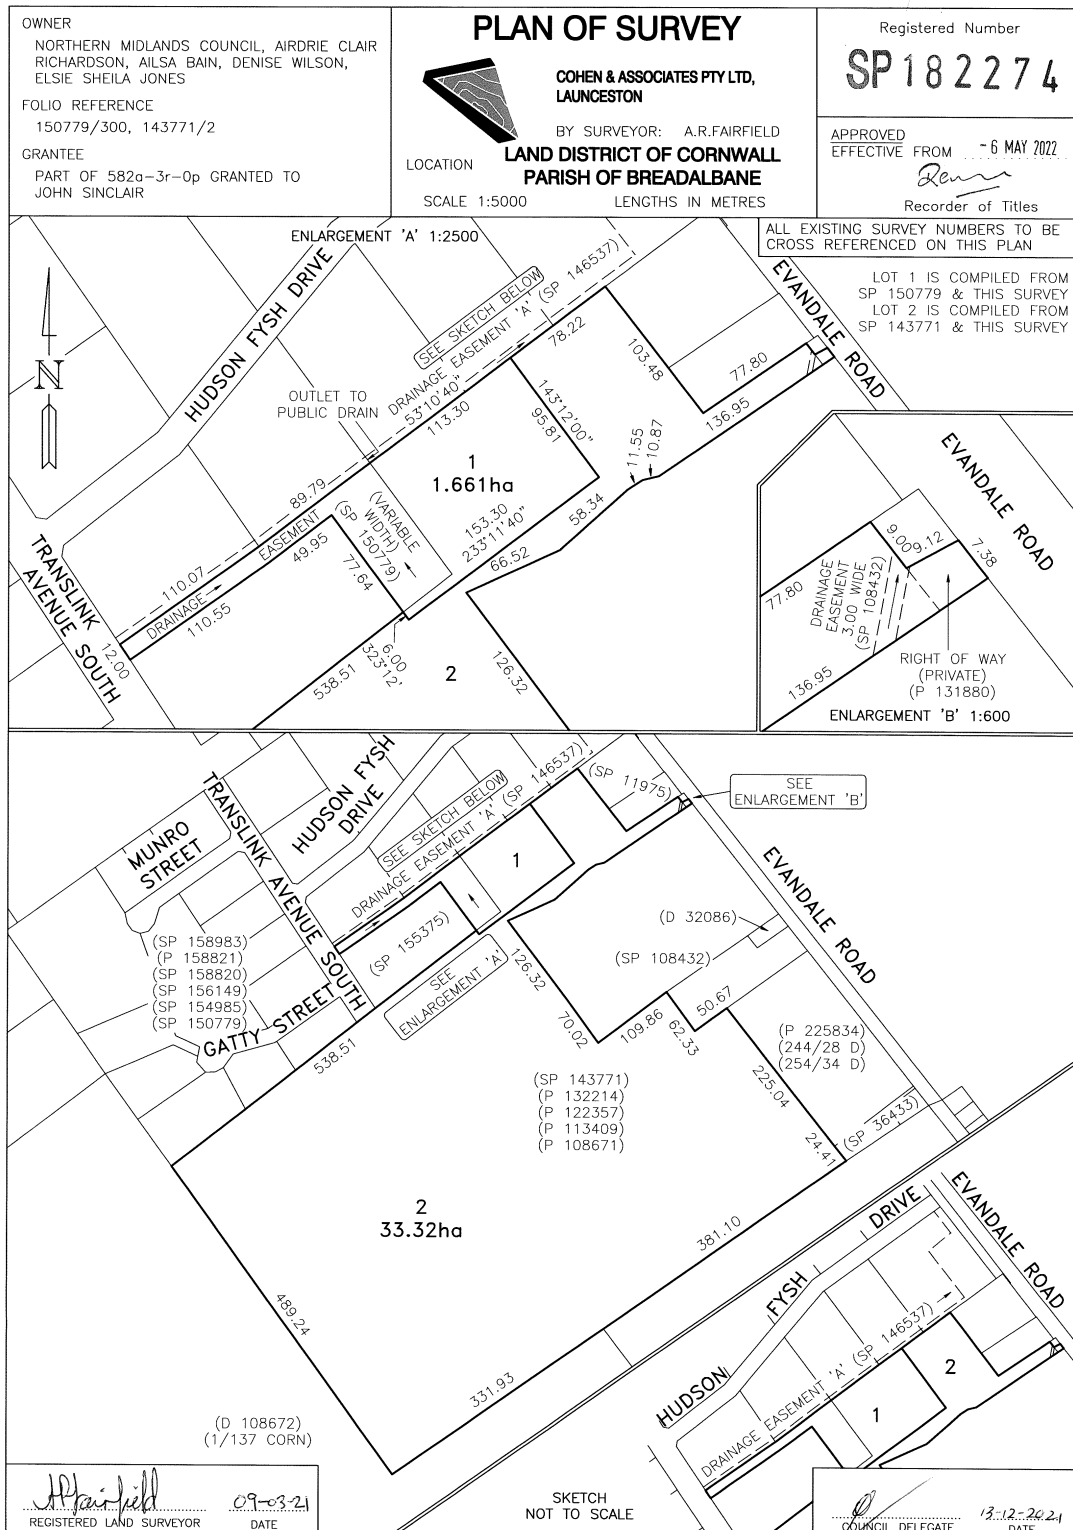 OWNER
NORTHERN MIDLANDS COUNCIL, AIRDRIE CLAIR
RICHARDSON, AILSA BAIN, DENISE WILSON,
ELSIE SHEILA JONES
FOLIO REFERENCE
150779/300, 143771/2
GRANTEE
PART OF 582a-3r-0p GRANTED TO
JOHN SINCLAIR
PLAN OF SURVEY
COHEN & ASSOCIATES PTY LTD,
LAUNCESTON
BY SURVEYOR: A.R.FAIRFIELD
LOCATION
LAND DISTRICT OF CORNWALL
PARISH OF BREADALBANE
SCALE 1:5000 LENGTHS IN METRES
Registered Number
SP182274
APPROVED
EFFECTIVE FROM -6 MAY 2022
Recorder of Titles
ALL EXISTING SURVEY NUMBERS TO BE
CROSS REFERENCED ON THIS PLAN
LOT 1 IS COMPILED FROM
SP 150779 & THIS SURVEY
LOT 2 IS COMPILED FROM
SP 143771 & THIS SURVEY
ENLARGEMENT 'A' 1:2500
N
HUDSON FYSH DRIVE
SEE SKETCH BELOW
DRAINAGE EASEMENT 'A' (SP 146537)
EVANDALE ROAD
OUTLET TO
PUBLIC DRAIN
53°10'40"
113.30
78.22
103.48
77.80
136.95
143°12'00"
95.81
1
1.661ha
11.55
10.87
89.79
153.30
233°11'40"
58.34
66.52
(VARIABLE
WIDTH)
(SP 150779)
DRAINAGE EASEMENT
49.95
77.64
110.07
110.55
TRANSLINK
AVENUE SOUTH
12.00
6.00
323°12'
538.51
2
126.32
EVANDALE ROAD
9.00
9.12
7.38
77.80
DRAINAGE
EASEMENT
3.00 WIDE
(SP 108432)
136.95
RIGHT OF WAY
(PRIVATE)
(P 131880)
ENLARGEMENT 'B' 1:600
HUDSON FYSH
DRIVE
TRANSLINK AVENUE SOUTH
MUNRO
STREET
SEE SKETCH BELOW
DRAINAGE EASEMENT 'A' (SP 146537)
(SP 11975)
SEE
ENLARGEMENT 'B'
1
EVANDALE ROAD
(SP 155375)
(D 32086)
(SP 158983)
(P 158821)
(SP 158820)
(SP 156149)
(SP 154985)
(SP 150779)
(SP 108432)
SEE
ENLARGEMENT 'A'
126.32
GATTY STREET
538.51
70.02
109.86
62.33
50.67
(P 225834)
(244/28 D)
(254/34 D)
(SP 143771)
(P 132214)
(P 122357)
(P 113409)
(P 108671)
225.04
24.41
(SP 36433)
2
33.32ha
381.10
489.24
331.93
(D 108672)
(1/137 CORN)
HUDSON FYSH DRIVE
EVANDALE ROAD
DRAINAGE EASEMENT 'A' (SP 146537)
2
1
SKETCH
NOT TO SCALE
09-03-21
REGISTERED LAND SURVEYOR DATE
13-12-2021
COUNCIL DELEGATE DATE